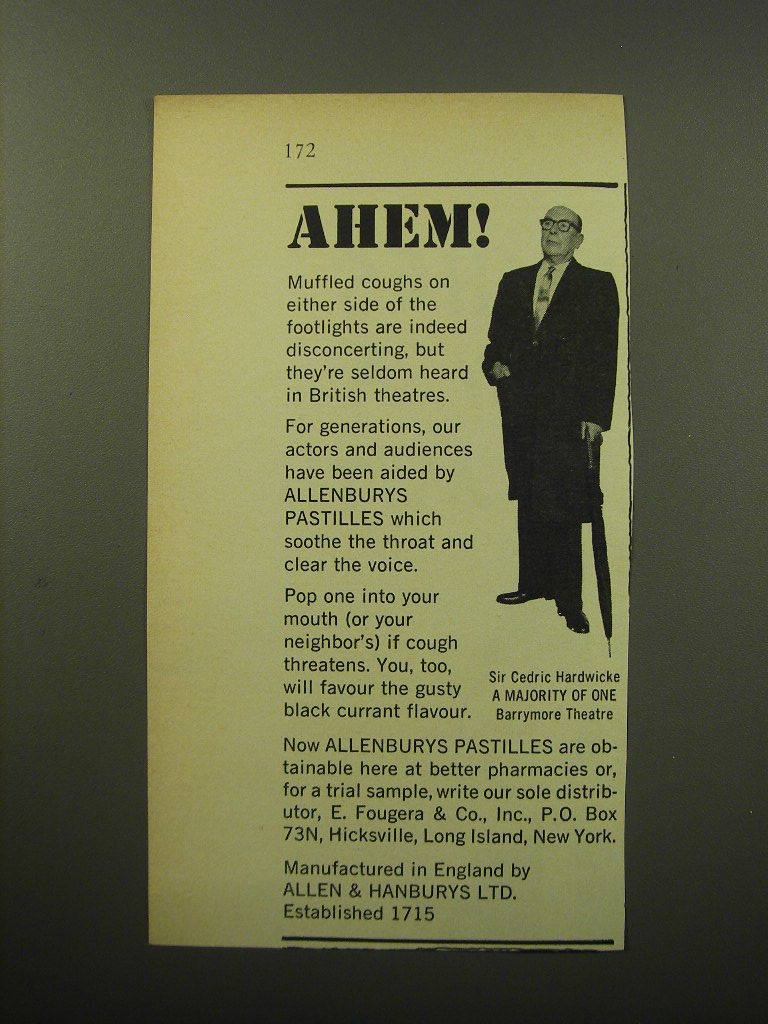 172
AHEM!
Muffled coughs on
either side of the
footlights are indeed
disconcerting, but
they're seldom heard
in British theatres.
For generations, our
actors and audiences
have been aided by
ALLENBURYS
PASTILLES which
soothe the throat and
clear the voice.
Pop one into your
mouth (or your
neighbor's) if cough
threatens. You, too,
will favour the gusty
black currant flavour.
Sir Cedric Hardwicke
A MAJORITY OF ONE
Barrymore Theatre
Now ALLENBURYS PASTILLES are ob-
tainable here at better pharmacies or,
for a trial sample, write our sole distrib-
utor, E. Fougera & Co., Inc., P.O. Box
73N, Hicksville, Long Island, New York.
Manufactured in England by
ALLEN & HANBURYS LTD.
Established 1715